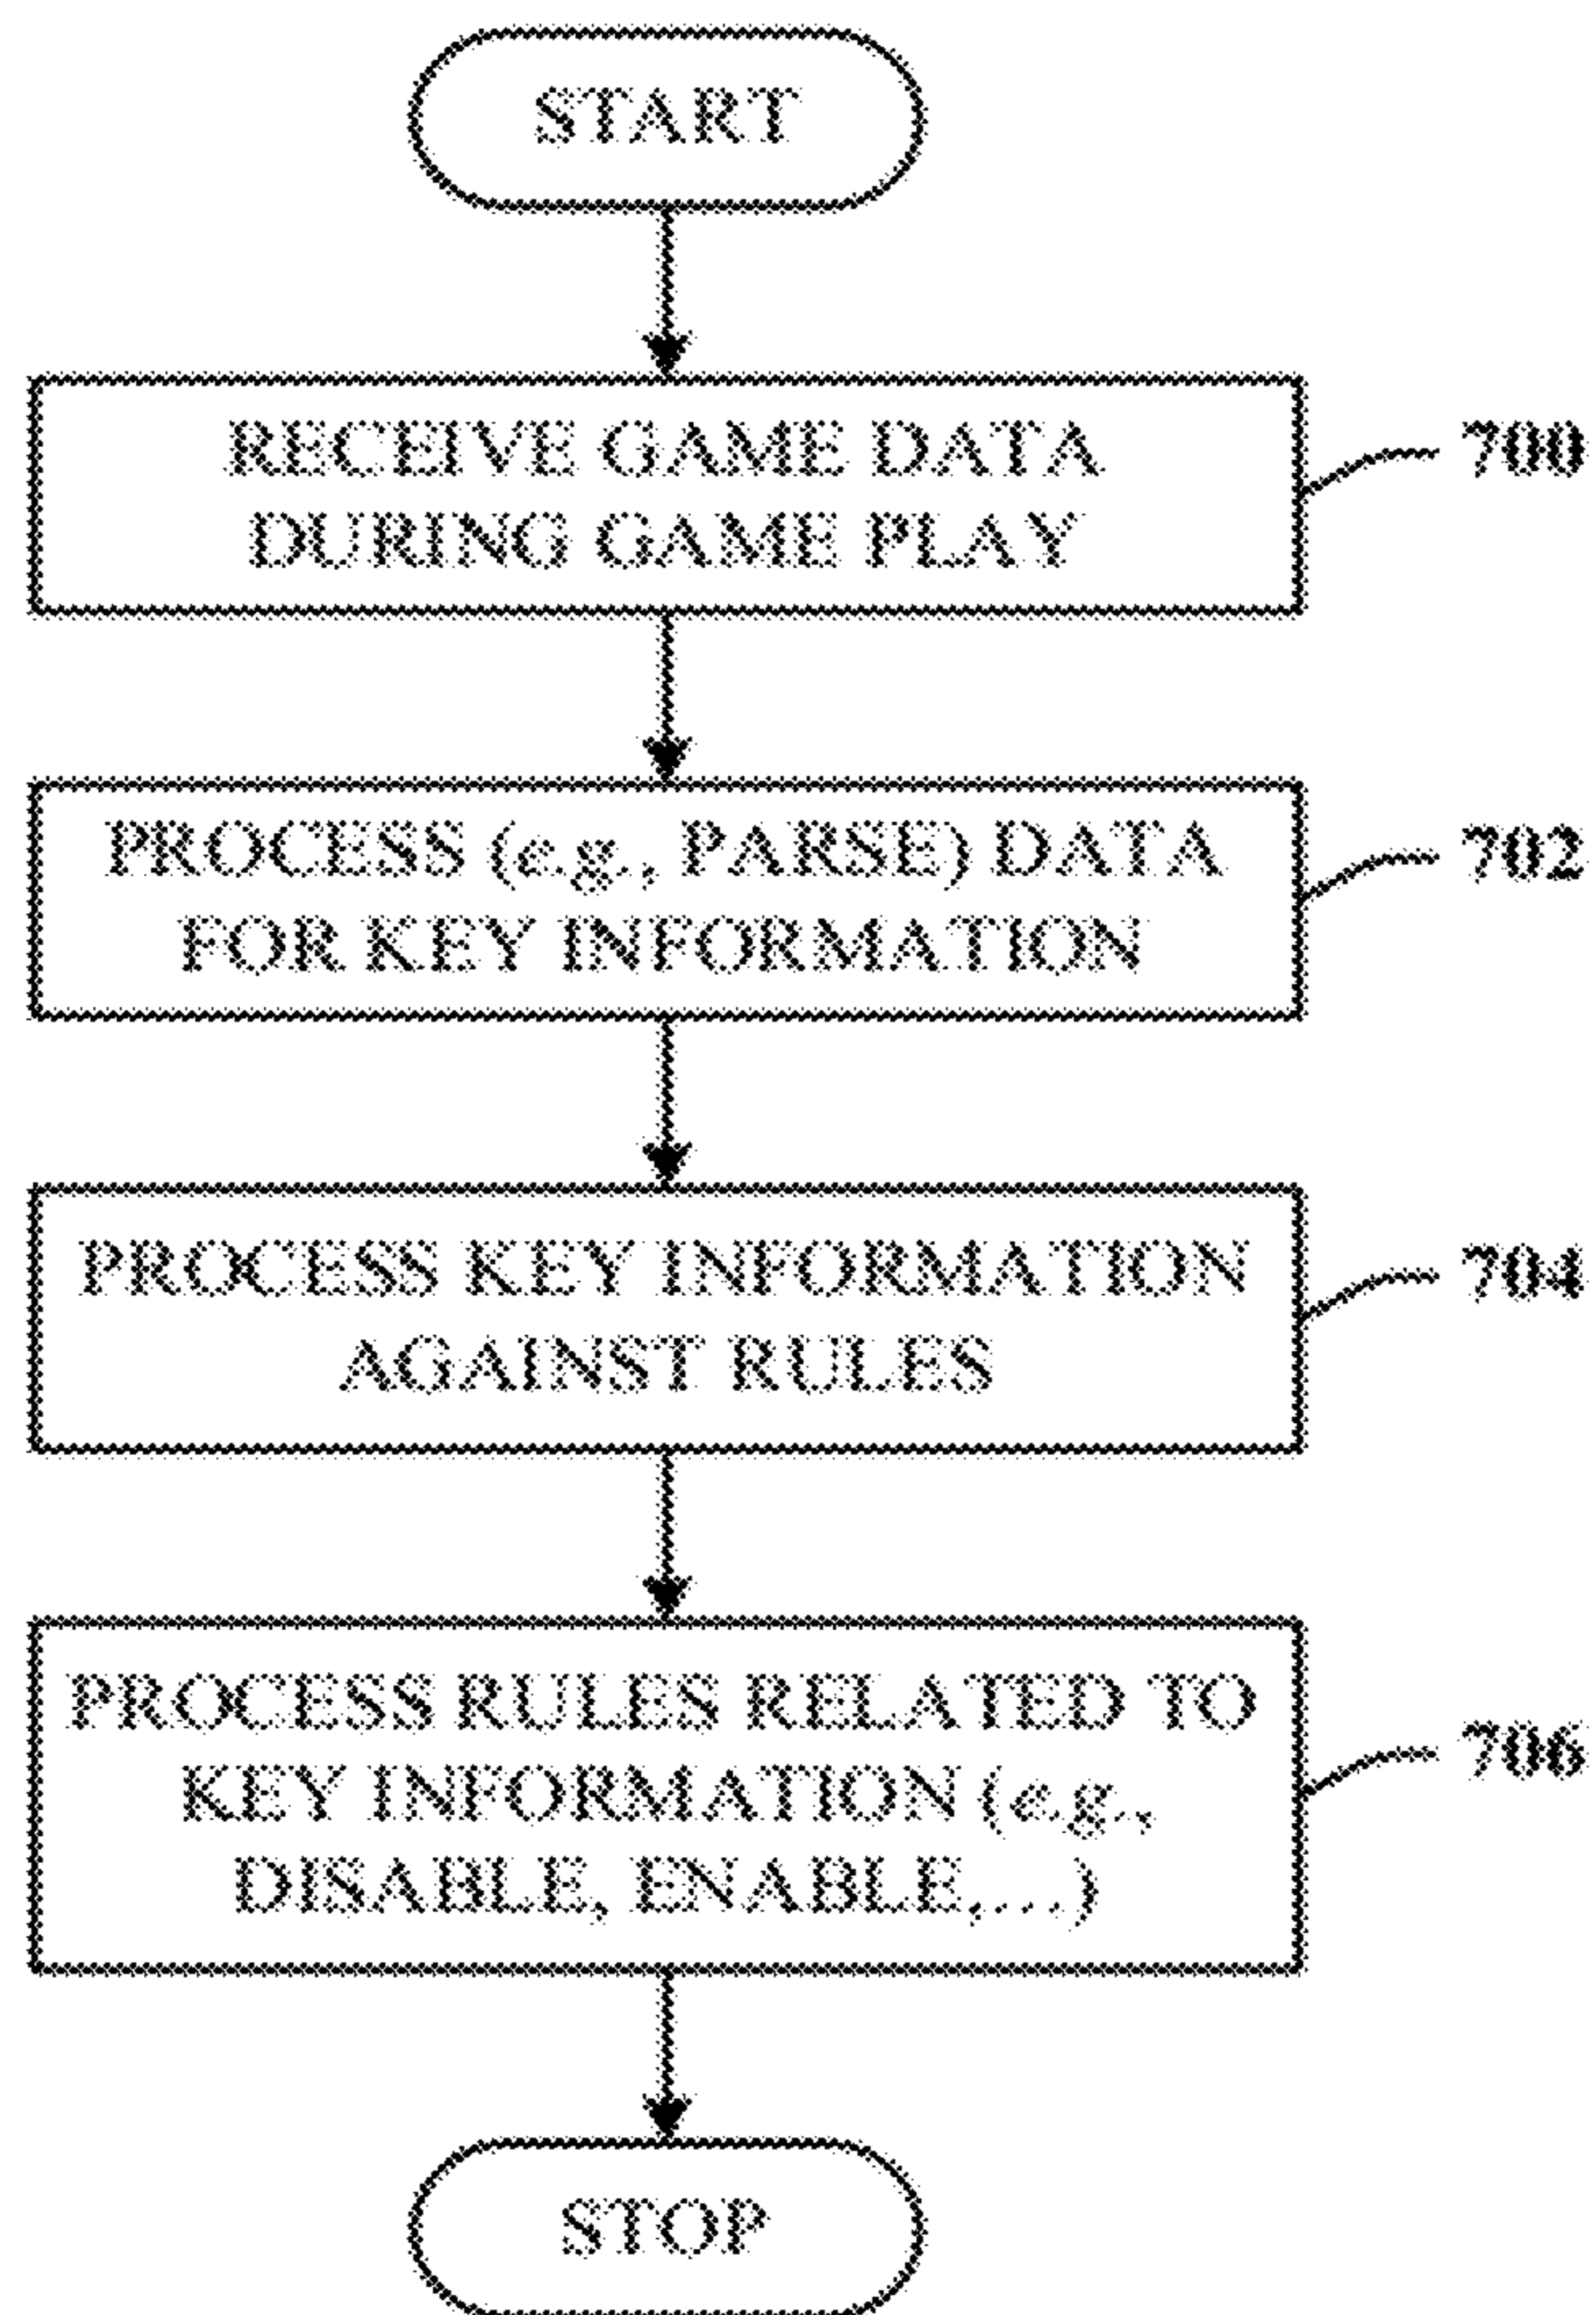 START
RECEIVE GAME DATA
DURING GAME PLAY
700
PROCESS (e.g., PARSE) DATA
FOR KEY INFORMATION
702
PROCESS KEY INFORMATION
AGAINST RULES
704
PROCESS RULES RELATED TO
KEY INFORMATION (e.g.,
DISABLE, ENABLE,...)
706
STOP